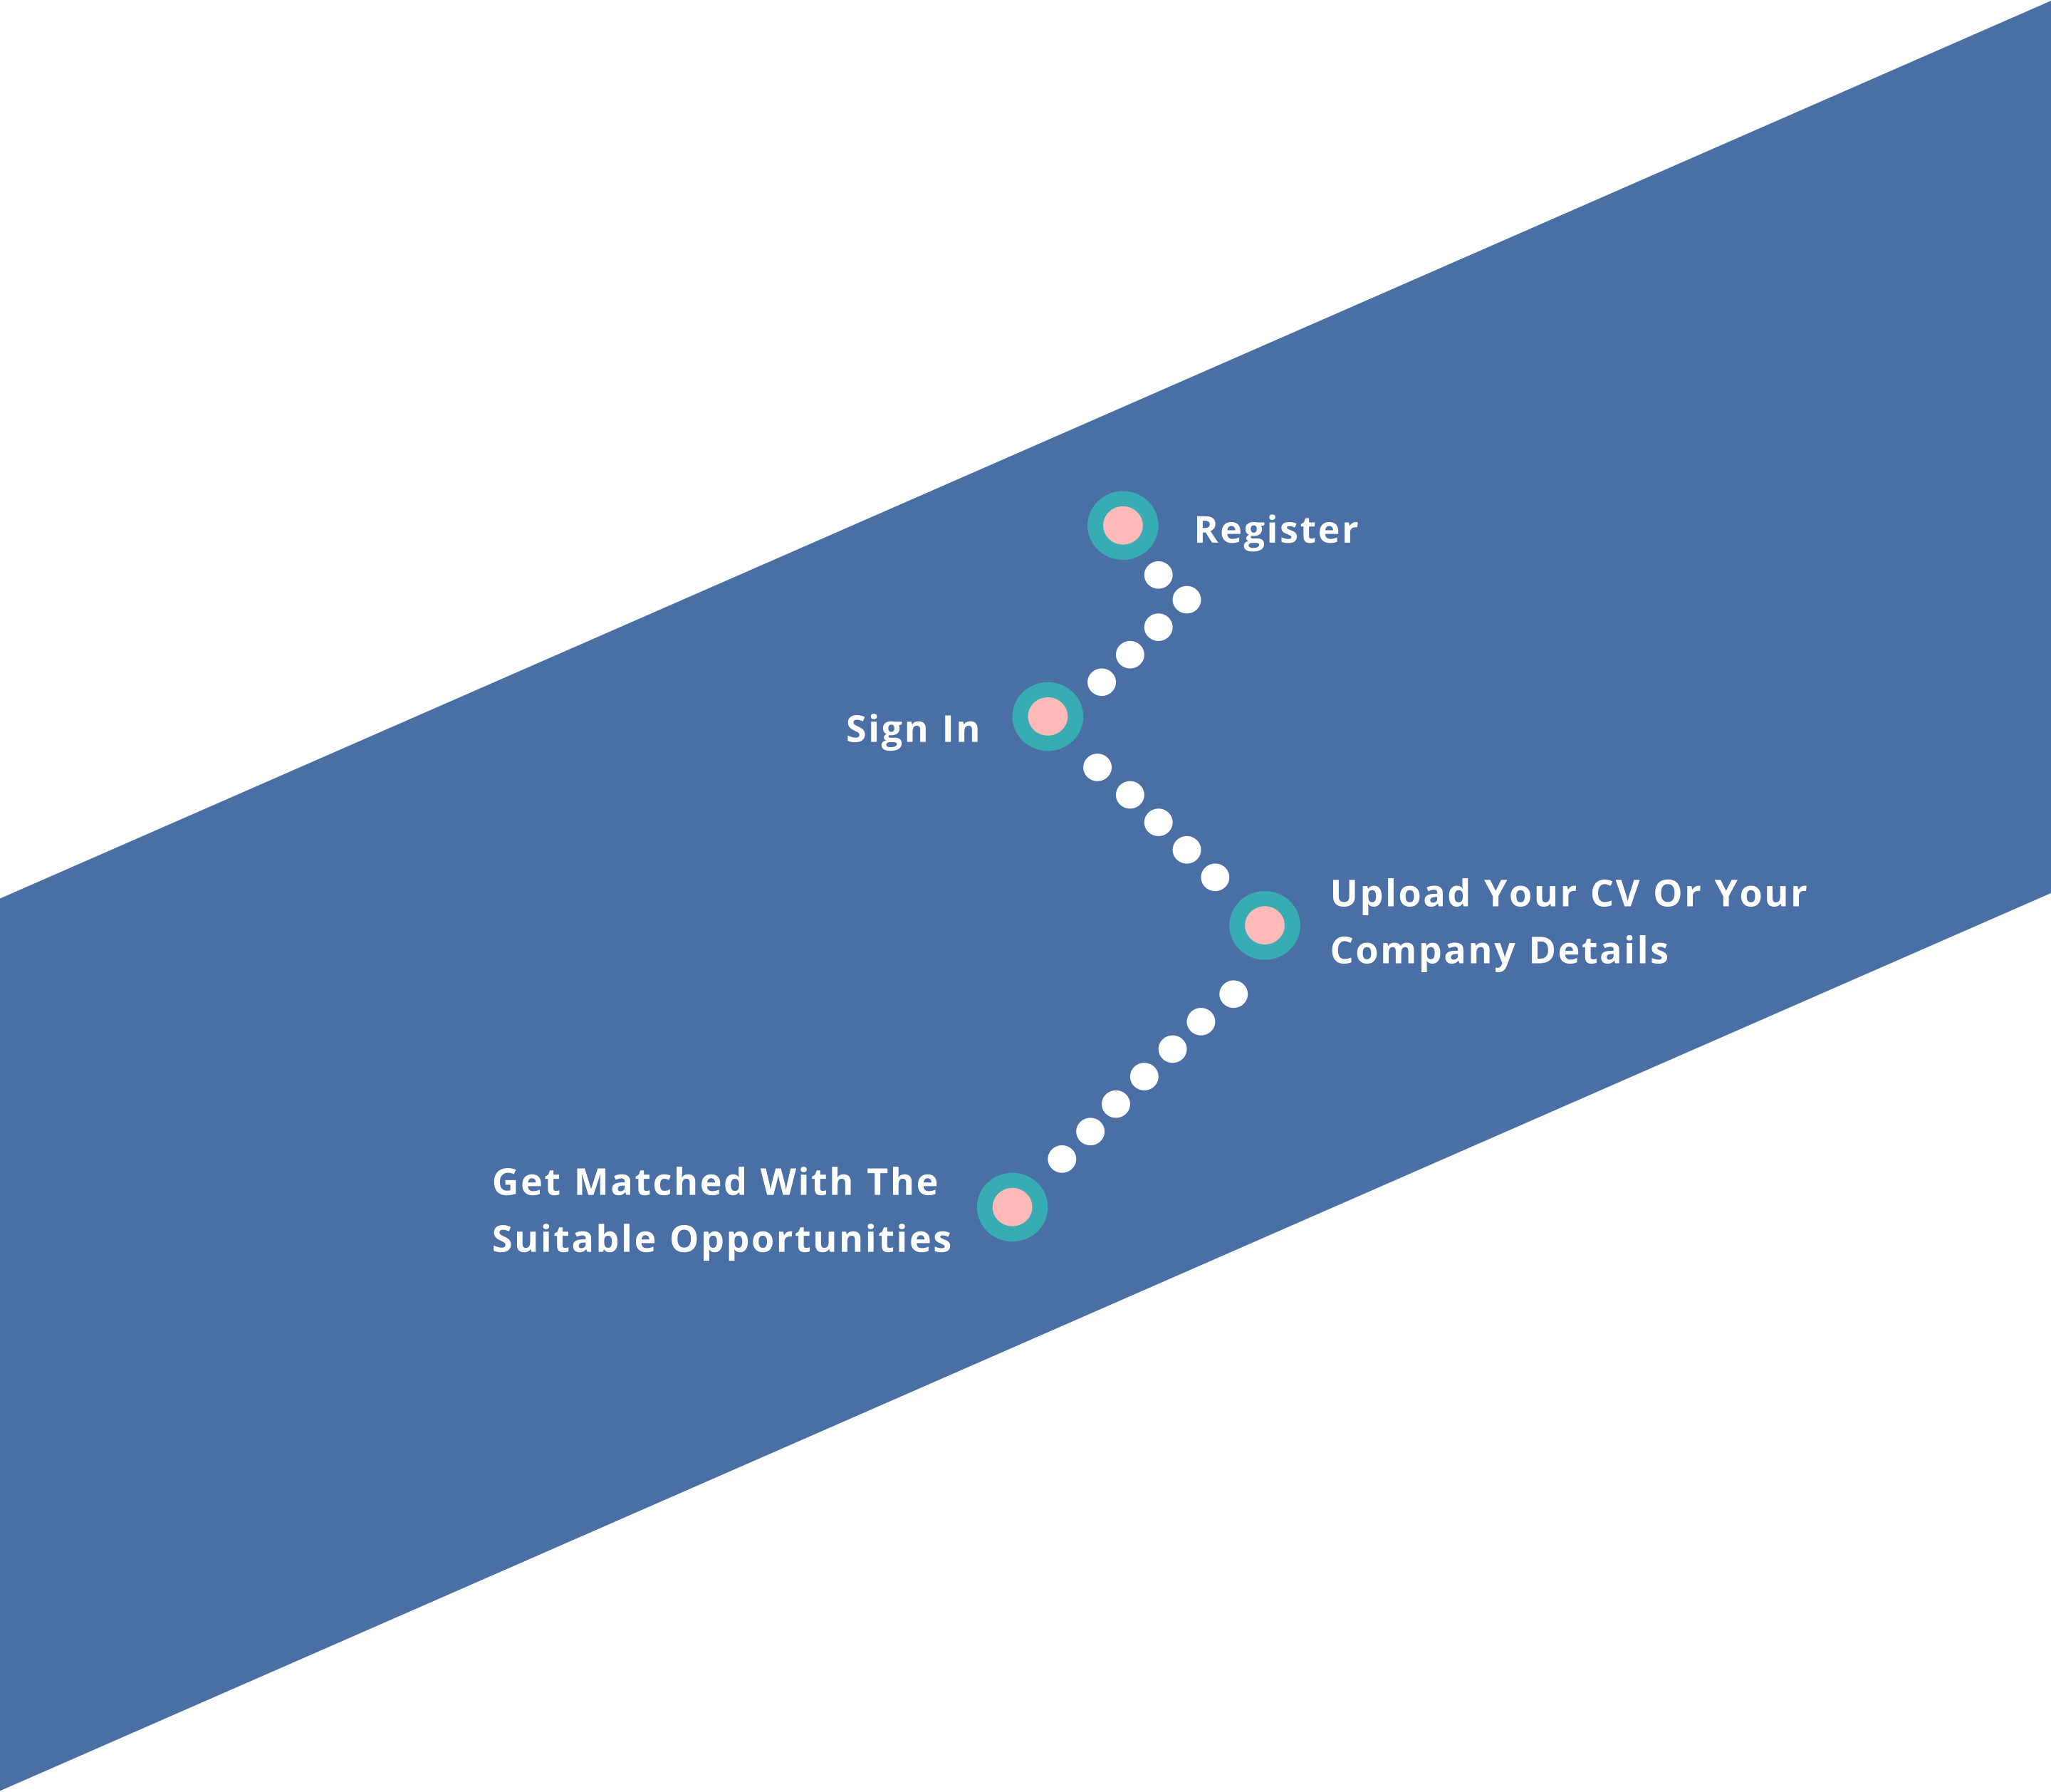 Register
Sign In
Upload Your CV Or Your
Company Details
Get Matched With The
Suitable Opportunities